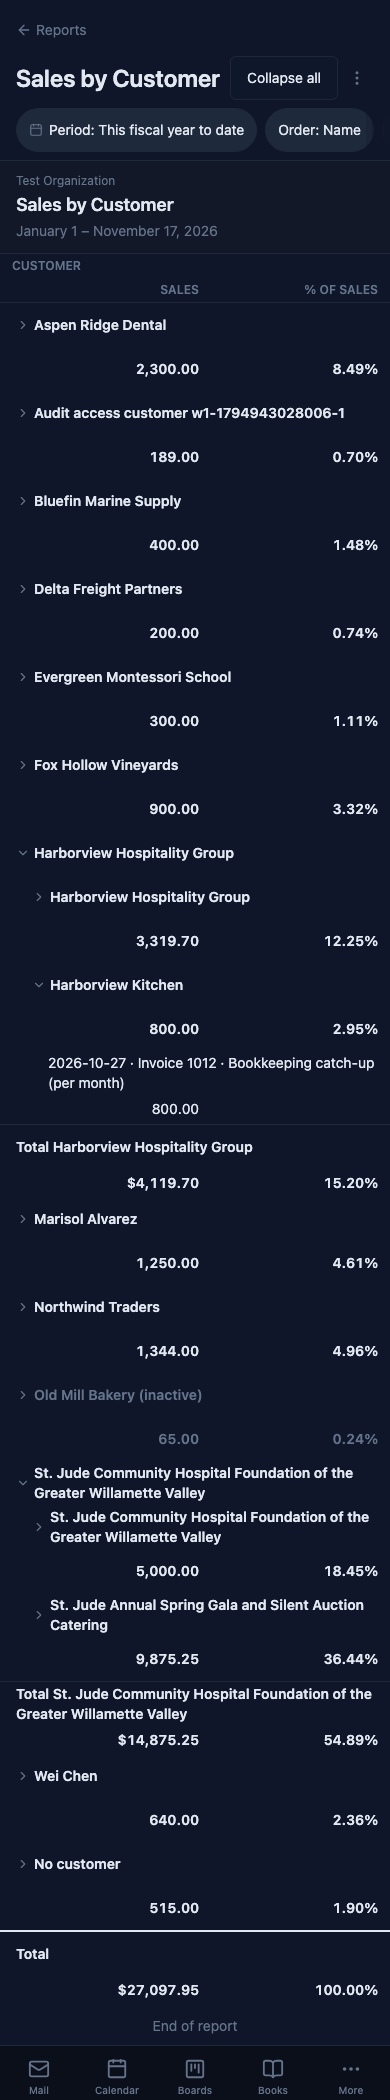 Reports
Sales by Customer
Collapse all
Period: This fiscal year to date
Order: Name
Test Organization
Sales by Customer
January 1 – November 17, 2026
CUSTOMER
SALES % OF SALES
Aspen Ridge Dental
2,300.00 8.49%
Audit access customer w1-1794943028006-1
189.00 0.70%
Bluefin Marine Supply
400.00 1.48%
Delta Freight Partners
200.00 0.74%
Evergreen Montessori School
300.00 1.11%
Fox Hollow Vineyards
900.00 3.32%
Harborview Hospitality Group
Harborview Hospitality Group
3,319.70 12.25%
Harborview Kitchen
800.00 2.95%
2026-10-27 · Invoice 1012 · Bookkeeping catch-up
(per month)
800.00
Total Harborview Hospitality Group
$4,119.70 15.20%
Marisol Alvarez
1,250.00 4.61%
Northwind Traders
1,344.00 4.96%
Old Mill Bakery (inactive)
65.00 0.24%
St. Jude Community Hospital Foundation of the
Greater Willamette Valley
St. Jude Community Hospital Foundation of the
Greater Willamette Valley
5,000.00 18.45%
St. Jude Annual Spring Gala and Silent Auction
Catering
9,875.25 36.44%
Total St. Jude Community Hospital Foundation of the
Greater Willamette Valley
$14,875.25 54.89%
Wei Chen
640.00 2.36%
No customer
515.00 1.90%
Total
$27,097.95 100.00%
End of report
Mail Calendar Boards Books More